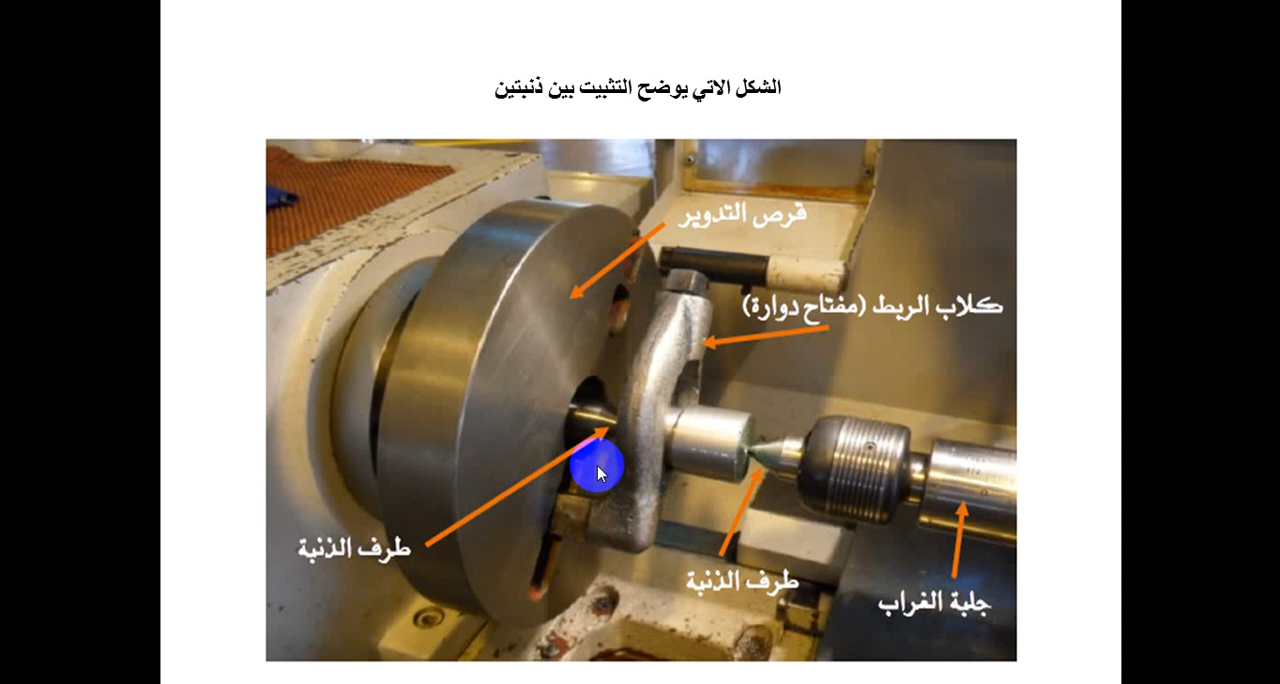 الشكل الاتي يوضح التثبيت بين ذنبتين
قرص التدوير
كلاب الربط (مفتاح دوارة)
طرف الذنبة
طرف الذنبة
جلبة الغراب